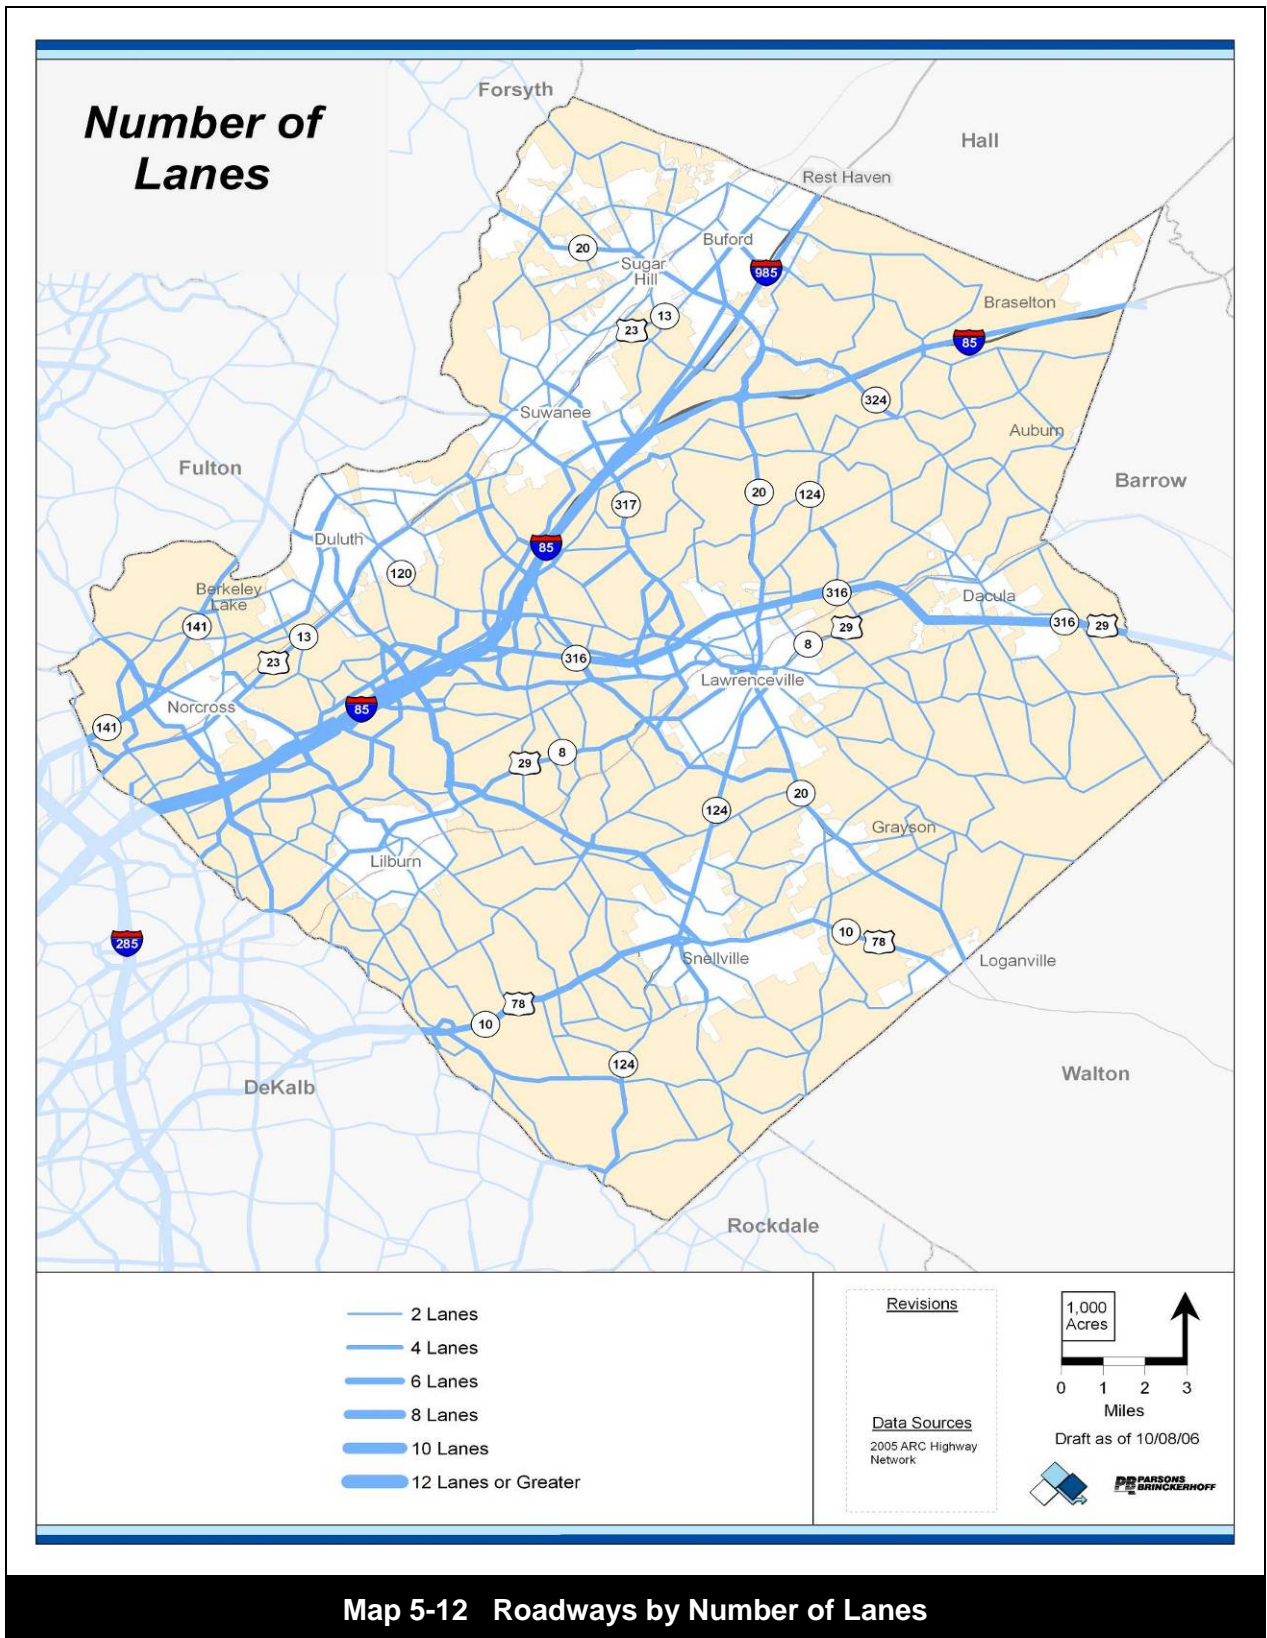 Number of
Lanes
Forsyth
Hall
Rest Haven
20
Buford
Sugar
Hill
985
Braselton
13
23
85
324
Suwanee
Auburn
Fulton
Barrow
20
124
317
Duluth
85
120
Berkeley
Lake
316
Dacula
141
13
29
316
29
23
8
316
Lawrenceville
Norcross
85
141
8
29
20
124
Grayson
Lilburn
10
78
285
Snellville
Loganville
78
10
124
DeKalb
Walton
Rockdale
2 Lanes
4 Lanes
6 Lanes
8 Lanes
10 Lanes
12 Lanes or Greater
Revisions
Data Sources
2005 ARC Highway
Network
1,000
Acres
0 1 2 3
Miles
Draft as of 10/08/06
PB PARSONS
BRINCKERHOFF
Map 5-12 Roadways by Number of Lanes